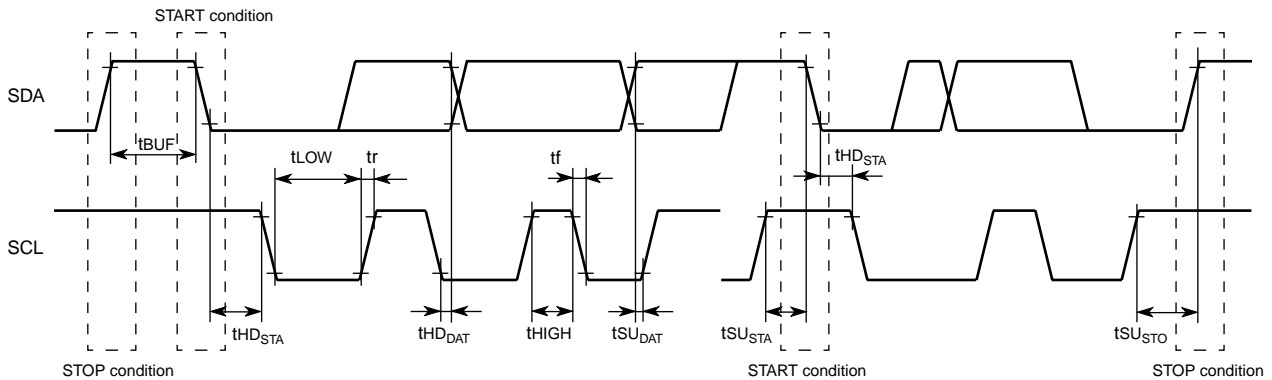 START condition
SDA
tBUF
tLOW
tr
tf
tHDSTA
SCL
tHDSTA
tHDDAT
tHIGH
tSUDAT
tSUSTA
tSUSTO
STOP condition
START condition
STOP condition